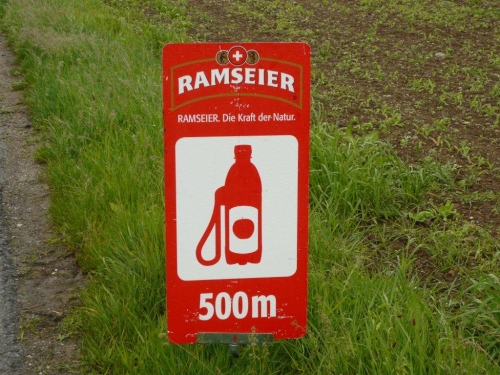 RAMSEIER
RAMSEIER. Die Kraft der Natur.
500m